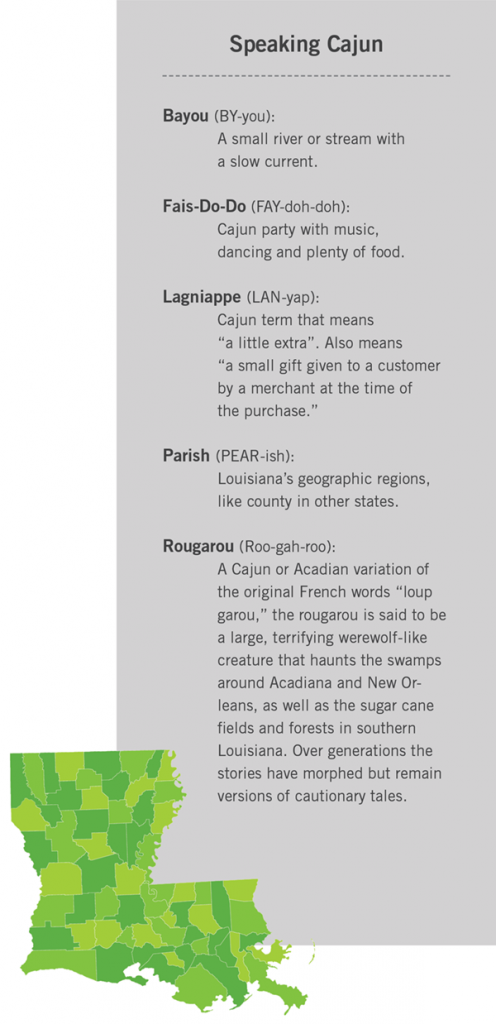 Speaking Cajun
Bayou (BY-you):
A small river or stream with
a slow current.
Fais-Do-Do (FAY-doh-doh):
Cajun party with music,
dancing and plenty of food.
Lagniappe (LAN-yap):
Cajun term that means
“a little extra”. Also means
“a small gift given to a customer
by a merchant at the time of
the purchase.”
Parish (PEAR-ish):
Louisiana’s geographic regions,
like county in other states.
Rougarou (Roo-gah-roo):
A Cajun or Acadian variation of
the original French words “loup
garou,” the rougarou is said to be
a large, terrifying werewolf-like
creature that haunts the swamps
around Acadiana and New Or-
leans, as well as the sugar cane
fields and forests in southern
Louisiana. Over generations the
stories have morphed but remain
versions of cautionary tales.